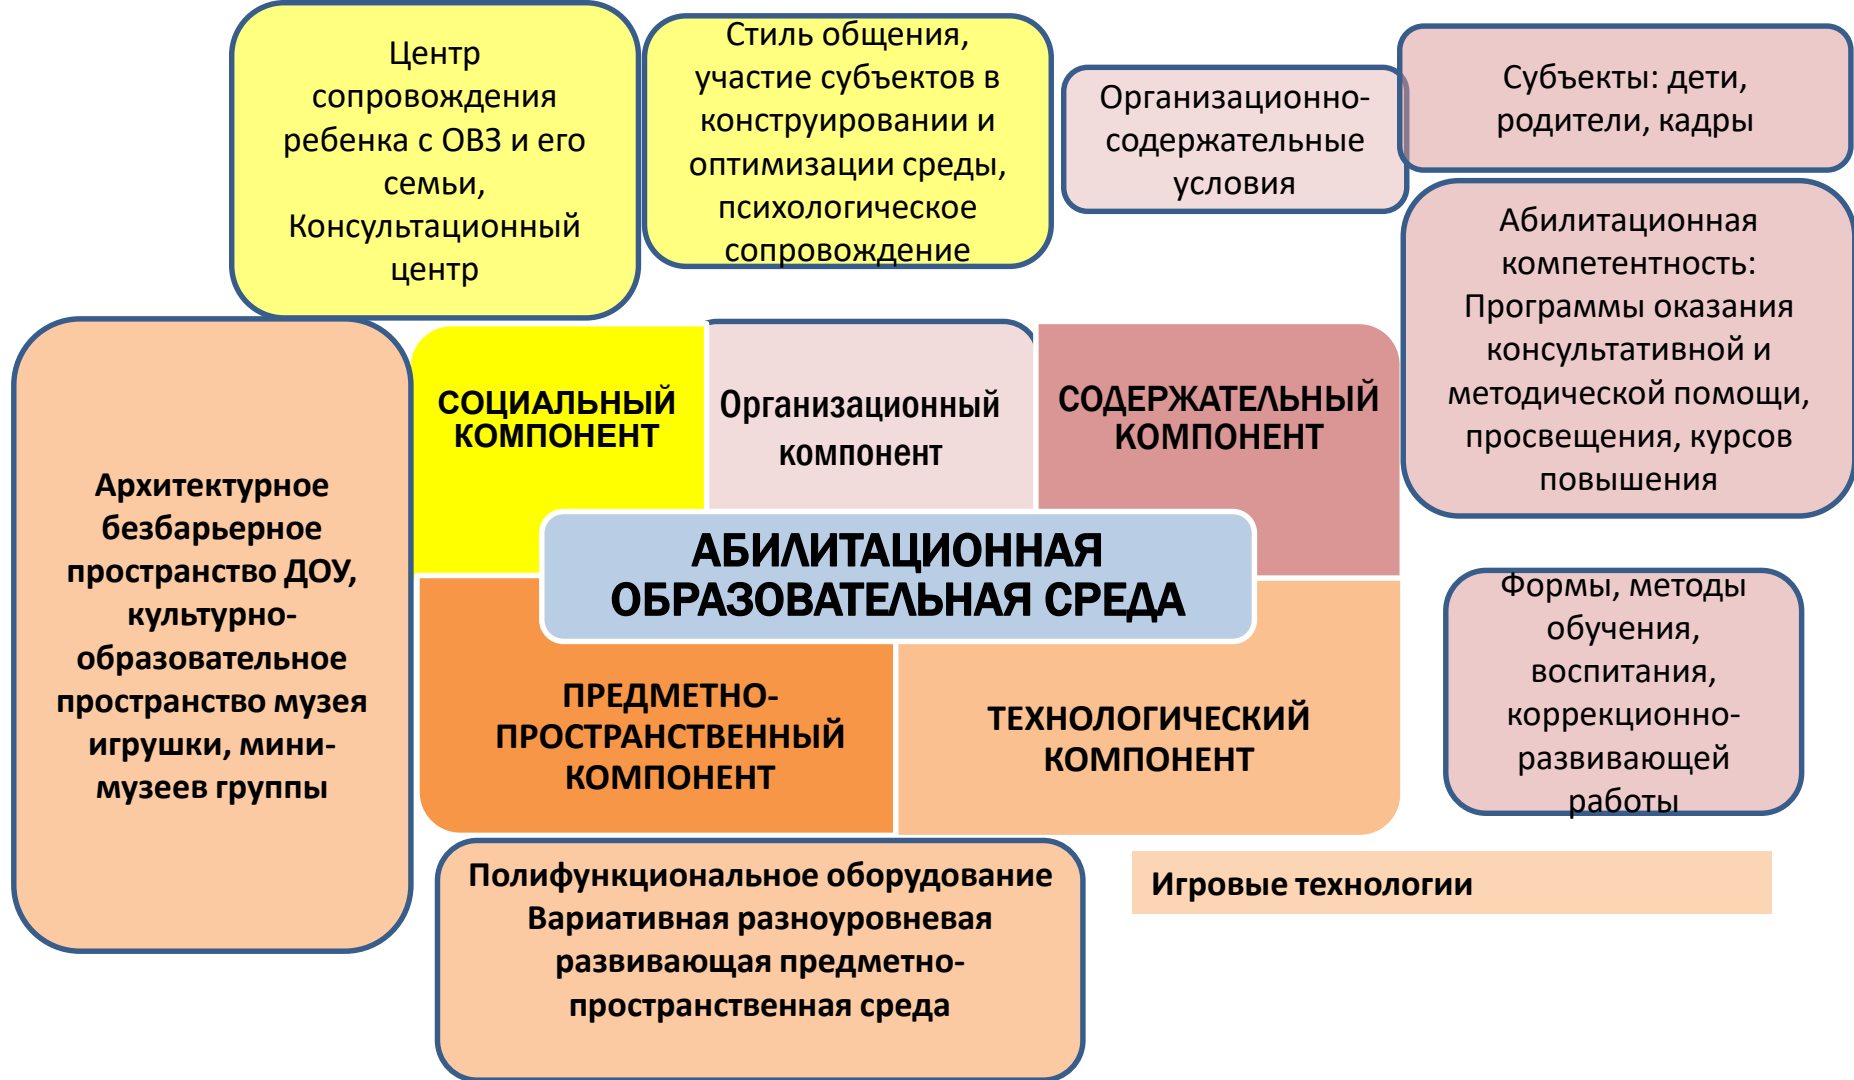 Центр
сопровождения
ребенка с ОВЗ и его
семьи,
Консультационный
центр
Стиль общения,
участие субъектов в
конструировании и
оптимизации среды,
психологическое
сопровождение
Организационно-
содержательные
условия
Субъекты: дети,
родители, кадры
Абилитационная
компетентность:
Программы оказания
консультативной и
методической помощи,
просвещения, курсов
повышения
Архитектурное
безбарьерное
пространство ДОУ,
культурно-
образовательное
пространство музея
игрушки, мини-
музеев группы
СОЦИАЛЬНЫЙ
КОМПОНЕНТ
Организационный
компонент
СОДЕРЖАТЕЛЬНЫЙ
КОМПОНЕНТ
АБИЛИТАЦИОННАЯ
ОБРАЗОВАТЕЛЬНАЯ СРЕДА
ПРЕДМЕТНО-
ПРОСТРАНСТВЕННЫЙ
КОМПОНЕНТ
ТЕХНОЛОГИЧЕСКИЙ
КОМПОНЕНТ
Формы, методы
обучения,
воспитания,
коррекционно-
развивающей
работы
Полифункциональное оборудование
Вариативная разноуровневая
развивающая предметно-
пространственная среда
Игровые технологии